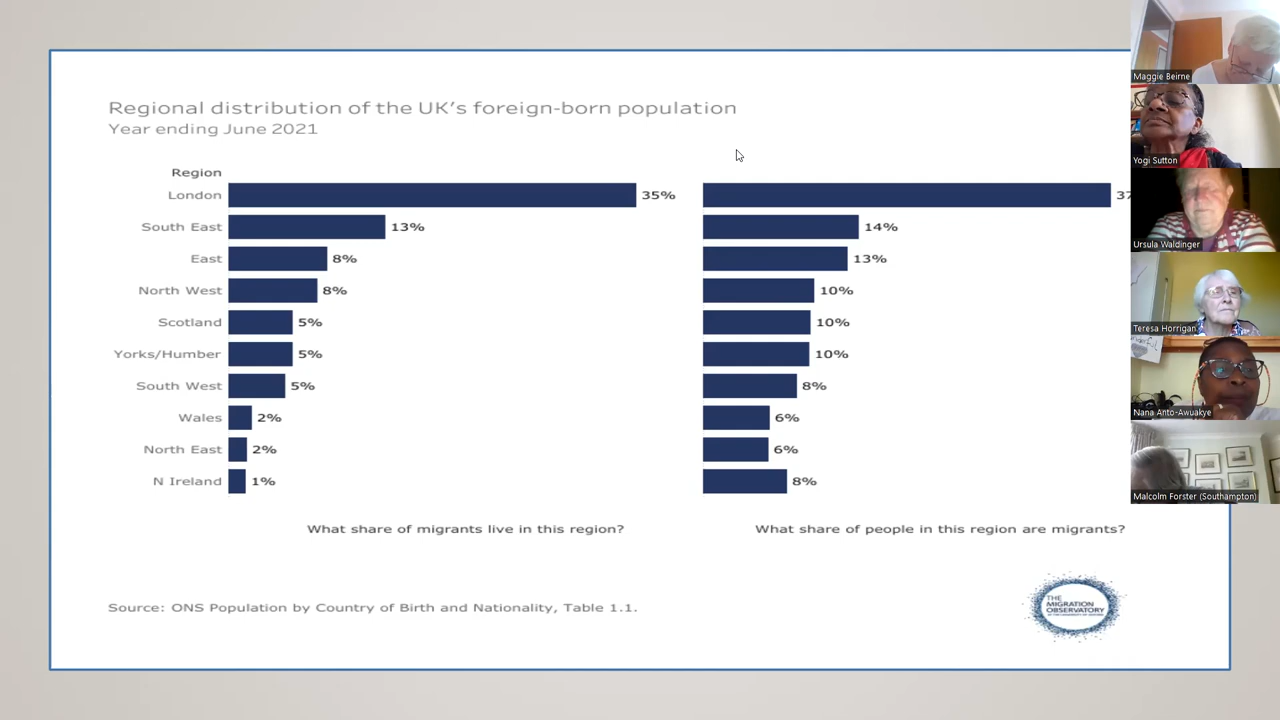 Regional distribution of the UK's foreign-born population
Year ending June 2021
Region
London 35% 37
South East 13% 14%
East 8% 13%
North West 8% 10%
Scotland 5% 10%
Yorks/Humber 5% 10%
South West 5% 8%
Wales 2% 6%
North East 2% 6%
N Ireland 1% 8%
What share of migrants live in this region? What share of people in this region are migrants?
Source: ONS Population by Country of Birth and Nationality, Table 1.1.
THE
MIGRATION
OBSERVATORY
Maggie Beirne
Yogi Sutton
Ursula Waldinger
Teresa Horrigan
Nana Anto-Awuakye
Malcolm Forster (Southampton)